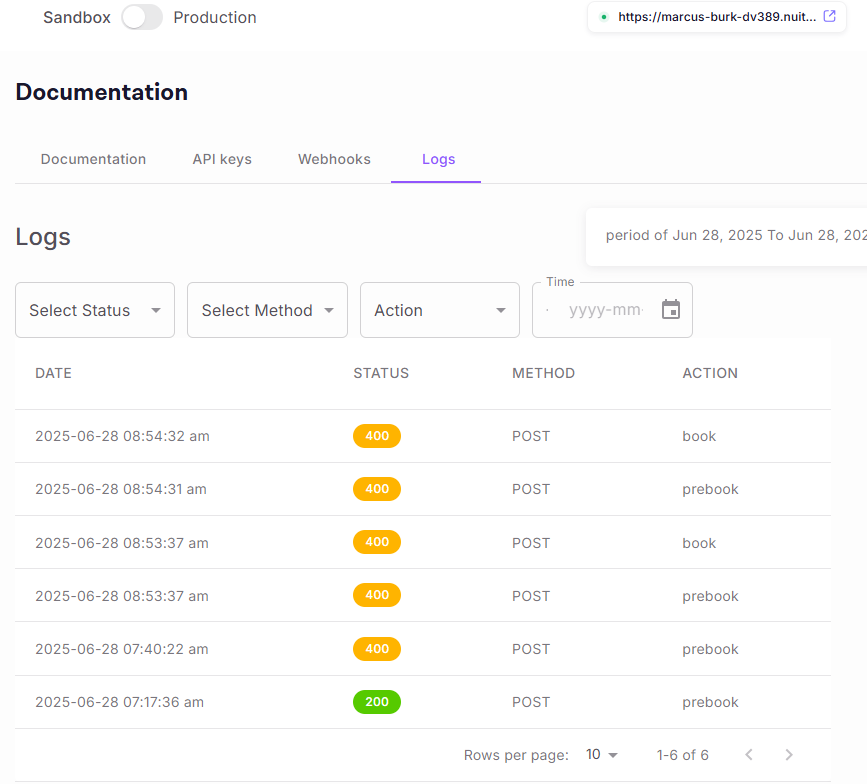 Sandbox Production https://marcus-burk-dv389.nuit...
Documentation
Documentation API keys Webhooks Logs
Logs
period of Jun 28, 2025 To Jun 28, 202
Time
Select Status Select Method Action yyyy-mm
DATE STATUS METHOD ACTION
2025-06-28 08:54:32 am 400 POST book
2025-06-28 08:54:31 am 400 POST prebook
2025-06-28 08:53:37 am 400 POST book
2025-06-28 08:53:37 am 400 POST prebook
2025-06-28 07:40:22 am 400 POST prebook
2025-06-28 07:17:36 am 200 POST prebook
Rows per page: 10 1-6 of 6